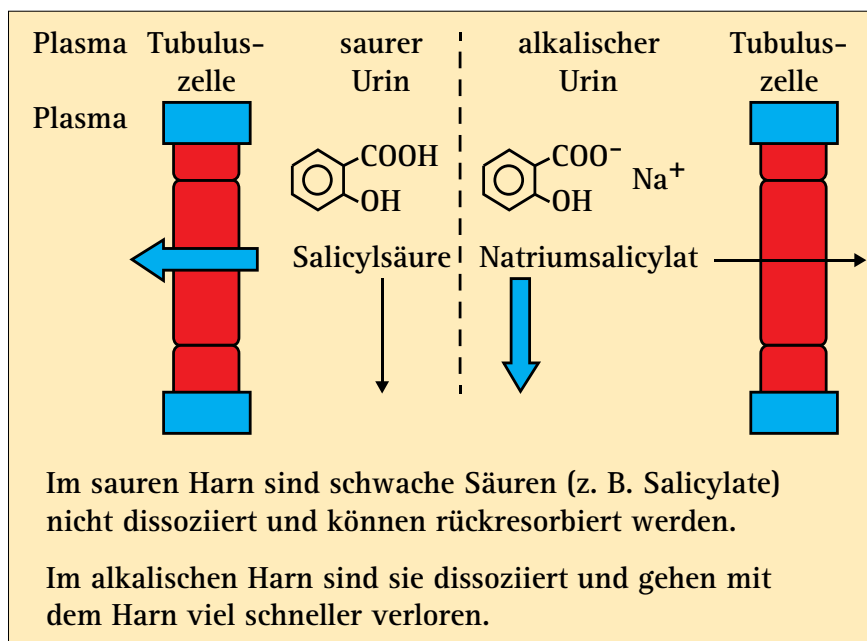 Plasma Tubulus- saurer alkalischer Tubulus-
zelle Urin Urin zelle
Plasma
COOH COO⁻
OH OH Na⁺
Salicylsäure Natriumsalicylat
Im sauren Harn sind schwache Säuren (z. B. Salicylate)
nicht dissoziiert und können rückresorbiert werden.
Im alkalischen Harn sind sie dissoziiert und gehen mit
dem Harn viel schneller verloren.